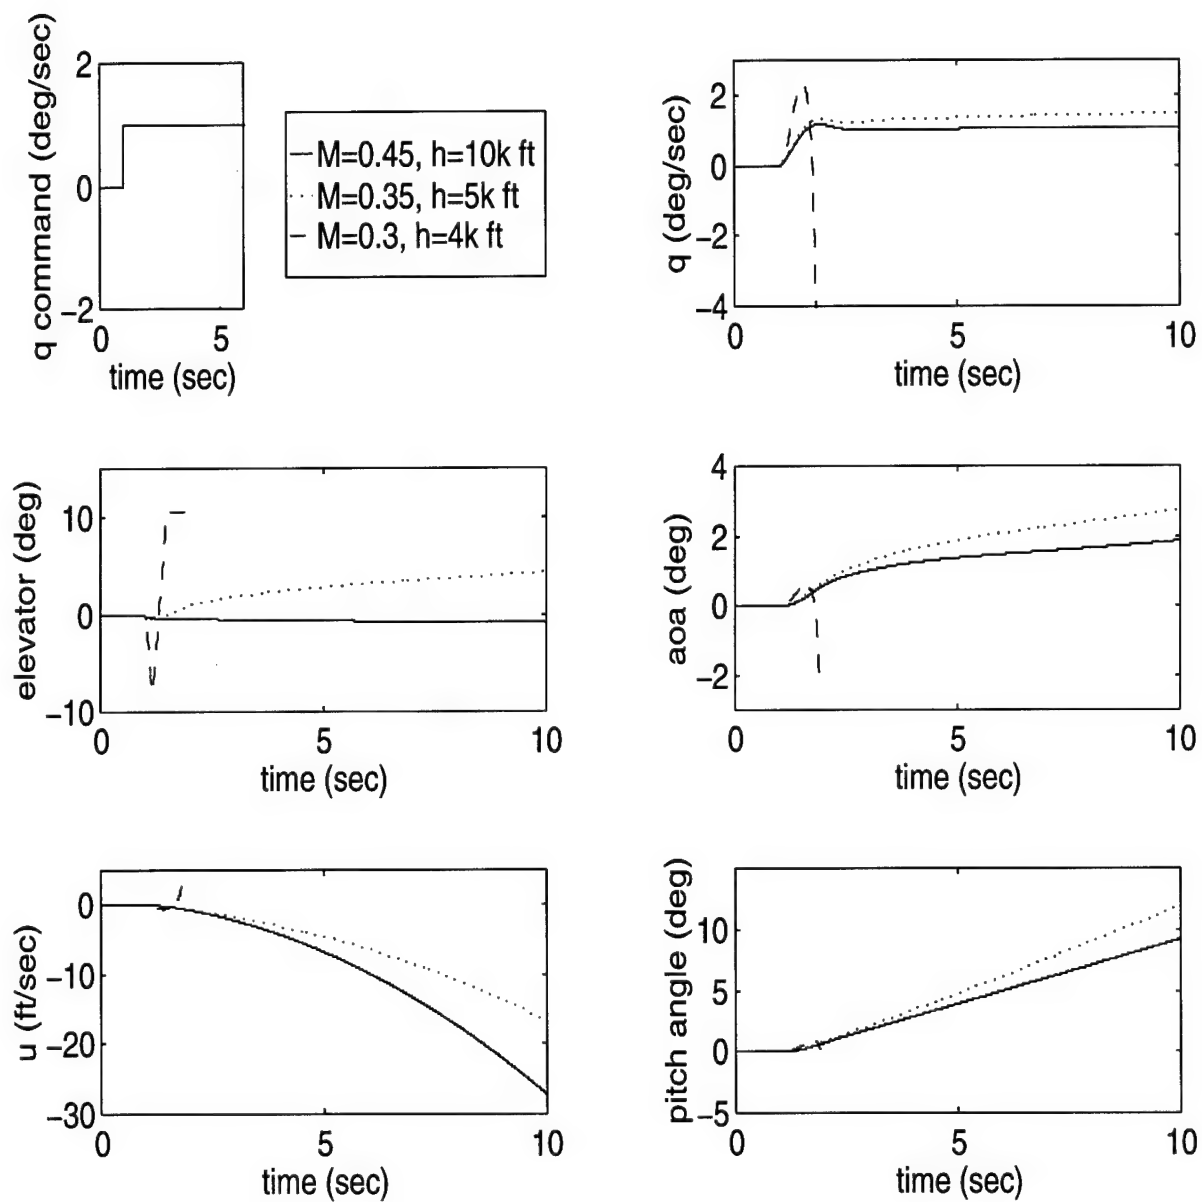 q command (deg/sec)
2
0
−2
0 5
time (sec)
M=0.45, h=10k ft
M=0.35, h=5k ft
M=0.3, h=4k ft
q (deg/sec)
2
0
−2
−4
0 5 10
time (sec)
elevator (deg)
10
0
−10
0 5 10
time (sec)
aoa (deg)
4
2
0
−2
0 5 10
time (sec)
u (ft/sec)
0
−10
−20
−30
0 5 10
time (sec)
pitch angle (deg)
10
5
0
−5
0 5 10
time (sec)